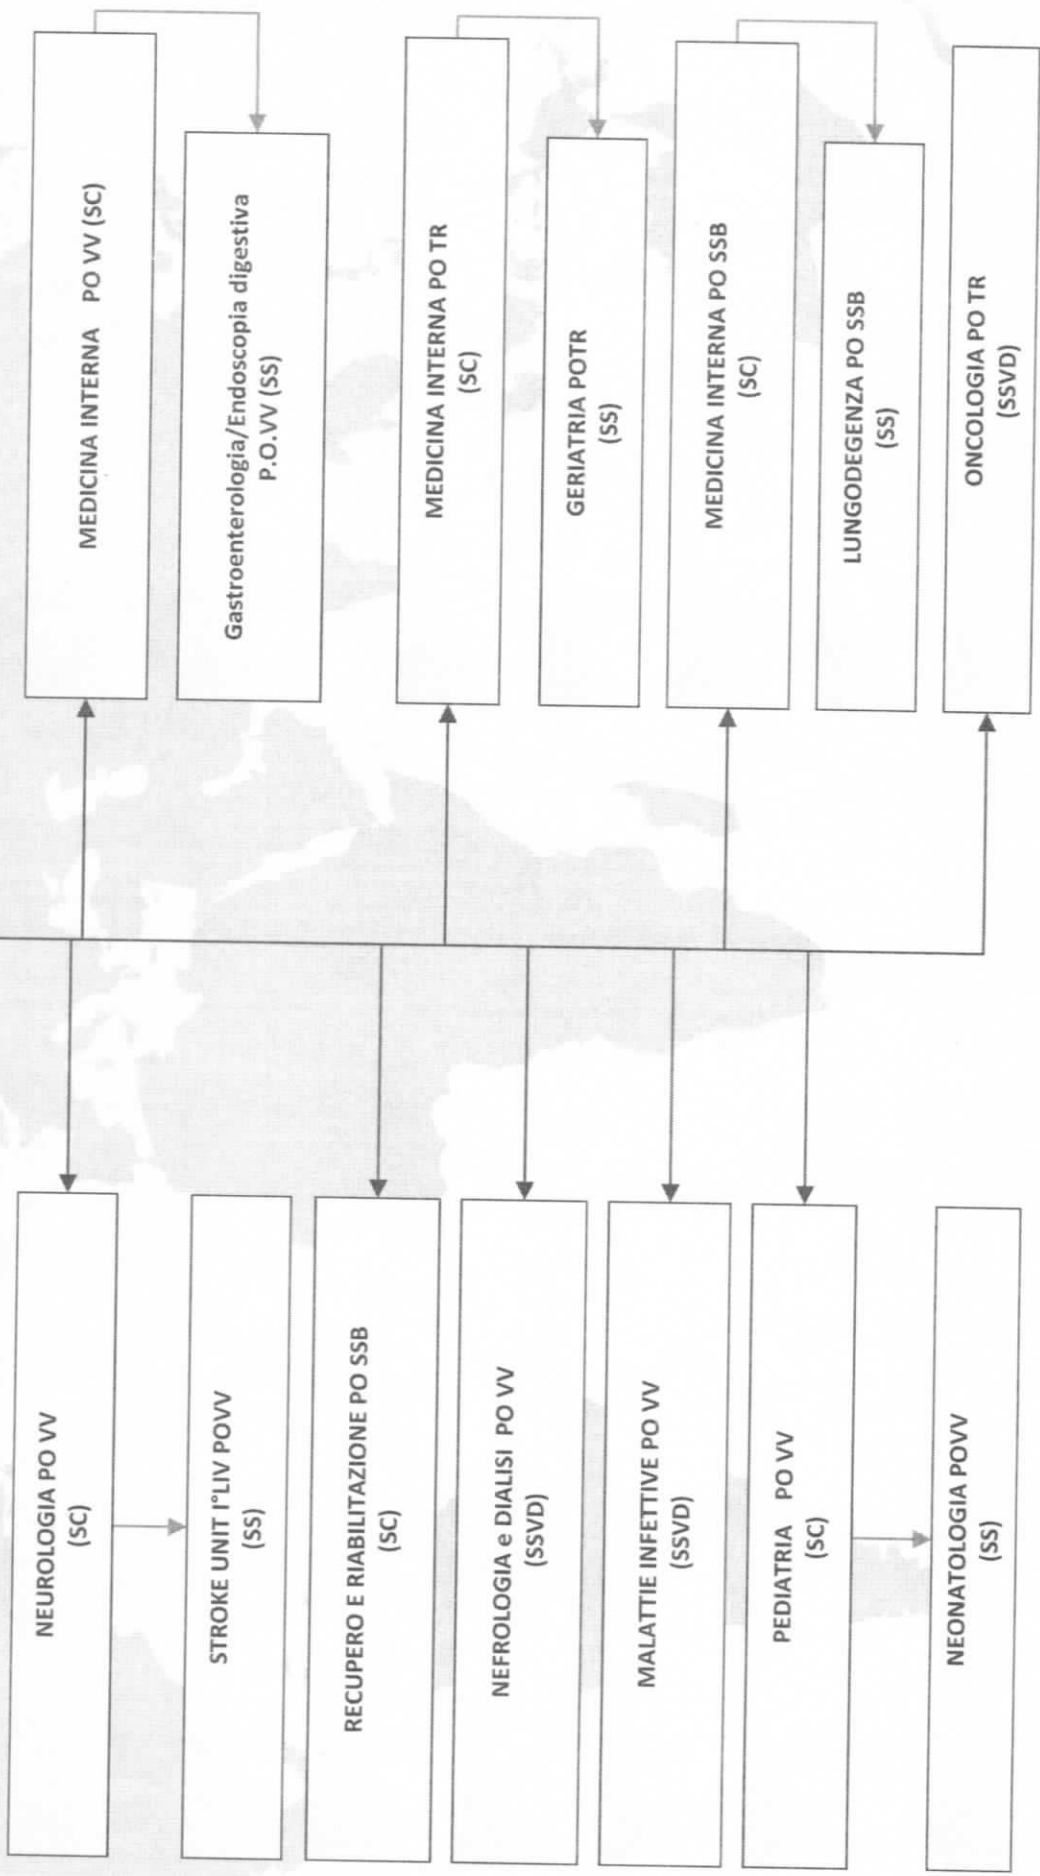 NEUROLOGIA PO VV
(SC)
STROKE UNIT I°LIV POVV
(SS)
RECUPERO E RIABILITAZIONE PO SSB
(SC)
NEFROLOGIA e DIALISI PO VV
(SSVD)
MALATTIE INFETTIVE PO VV
(SSVD)
PEDIATRIA PO VV
(SC)
NEONATOLOGIA POVV
(SS)
MEDICINA INTERNA PO VV (SC)
Gastroenterologia/Endoscopia digestiva
P.O.VV (SS)
MEDICINA INTERNA PO TR
(SC)
GERIATRIA POTR
(SS)
MEDICINA INTERNA PO SSB
(SC)
LUNGODEGENZA PO SSB
(SS)
ONCOLOGIA PO TR
(SSVD)